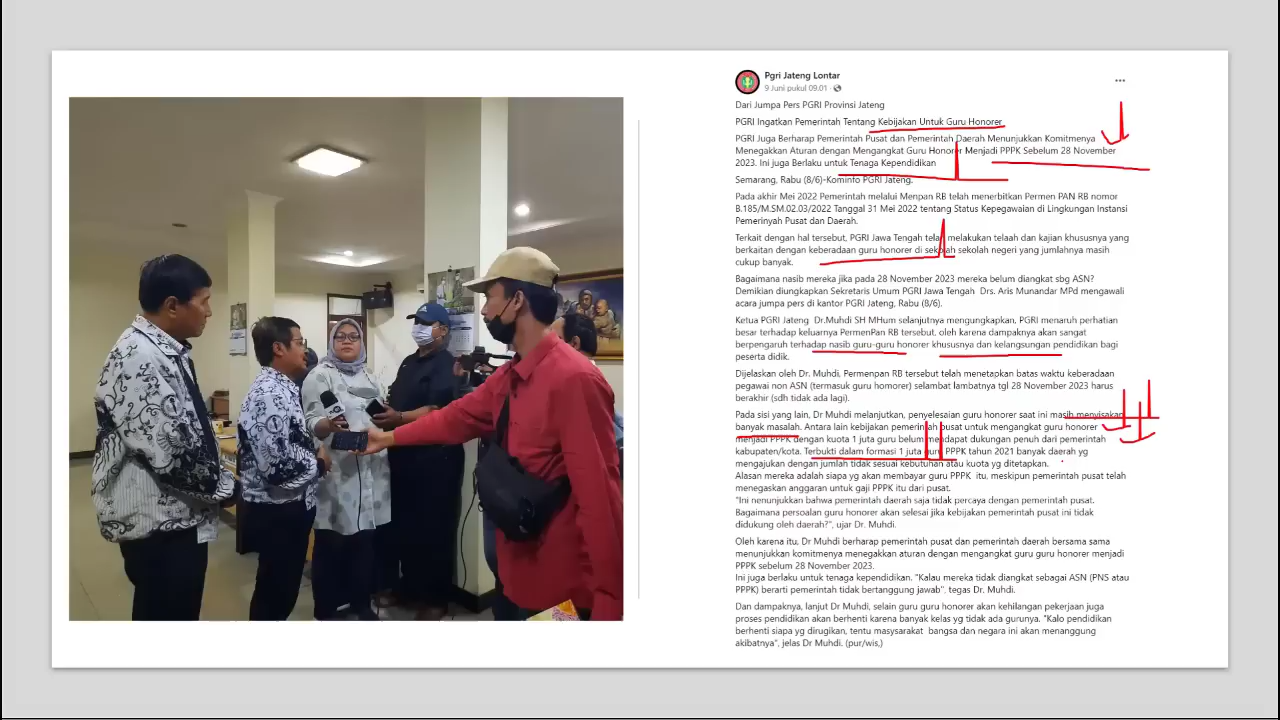 Pgri Jateng Lontar
9 Juni pukul 09.01 ·
Dari Jumpa Pers PGRI Provinsi Jateng
PGRI Ingatkan Pemerintah Tentang Kebijakan Untuk Guru Honorer
PGRI Juga Berharap Pemerintah Pusat dan Pemerintah Daerah Menunjukkan Komitmenya
Menegakkan Aturan dengan Mengangkat Guru Honorer Menjadi PPPK Sebelum 28 November
2023. Ini juga Berlaku untuk Tenaga Kependidikan
Semarang, Rabu (8/6)-Kominfo PGRI Jateng.
Pada akhir Mei 2022 Pemerintah melalui Menpan RB telah menerbitkan Permen PAN RB nomor
B.185/M.SM.02.03/2022 Tanggal 31 Mei 2022 tentang Status Kepegawaian di Lingkungan Instansi
Pemerinyah Pusat dan Daerah.
Terkait dengan hal tersebut, PGRI Jawa Tengah telah melakukan telaah dan kajian khususnya yang
berkaitan dengan keberadaan guru honorer di sekolah sekolah negeri yang jumlahnya masih
cukup banyak.
Bagaimana nasib mereka jika pada 28 November 2023 mereka belum diangkat sbg ASN?
Demikian diungkapkan Sekretaris Umum PGRI Jawa Tengah Drs. Aris Munandar MPd mengawali
acara jumpa pers di kantor PGRI Jateng, Rabu (8/6).
Ketua PGRI Jateng Dr.Muhdi SH MHum selanjutnya mengungkapkan, PGRI menaruh perhatian
besar terhadap keluarnya PermenPan RB tersebut, oleh karena dampaknya akan sangat
berpengaruh terhadap nasib guru-guru honorer khususnya dan kelangsungan pendidikan bagi
peserta didik.
Dijelaskan oleh Dr. Muhdi, Permenpan RB tersebut telah menetapkan batas waktu keberadaan
pegawai non ASN (termasuk guru honorer) selambat lambatnya tgl 28 November 2023 harus
berakhir (sdh tidak ada lagi).
Pada sisi yang lain, Dr Muhdi melanjutkan, penyelesaian guru honorer saat ini masih menyisakan
banyak masalah. Antara lain kebijakan pemerintah pusat untuk mengangkat guru honorer
menjadi PPPK dengan kuota 1 juta guru belum mendapat dukungan penuh dari pemerintah
kabupaten/kota. Terbukti dalam formasi 1 juta guru PPPK tahun 2021 banyak daerah yg
mengajukan dengan jumlah tidak sesuai kebutuhan atau kuota yg ditetapkan.
Alasan mereka adalah siapa yg akan membayar guru PPPK itu, meskipun pemerintah pusat telah
menegaskan anggaran untuk gaji PPPK itu dari pusat.
"Ini nenunjukkan bahwa pemerintah daerah saja tidak percaya dengan pemerintah pusat.
Bagaimana persoalan guru honorer akan selesai jika kebijakan pemerintah pusat ini tidak
didukung oleh daerah?", ujar Dr. Muhdi.
Oleh karena itu, Dr Muhdi berharap pemerintah pusat dan pemerintah daerah bersama sama
menunjukkan komitmenya menegakkan aturan dengan mengangkat guru guru honorer menjadi
PPPK sebelum 28 November 2023.
Ini juga berlaku untuk tenaga kependidikan. "Kalau mereka tidak diangkat sebagai ASN (PNS atau
PPPK) berarti pemerintah tidak bertanggung jawab", tegas Dr. Muhdi.
Dan dampaknya, lanjut Dr Muhdi, selain guru guru honorer akan kehilangan pekerjaan juga
proses pendidikan akan berhenti karena banyak kelas yg tidak ada gurunya. "Kalo pendidikan
berhenti siapa yg dirugikan, tentu masysarakat bangsa dan negara ini akan menanggung
akibatnya", jelas Dr Muhdi. (pur/wis,)